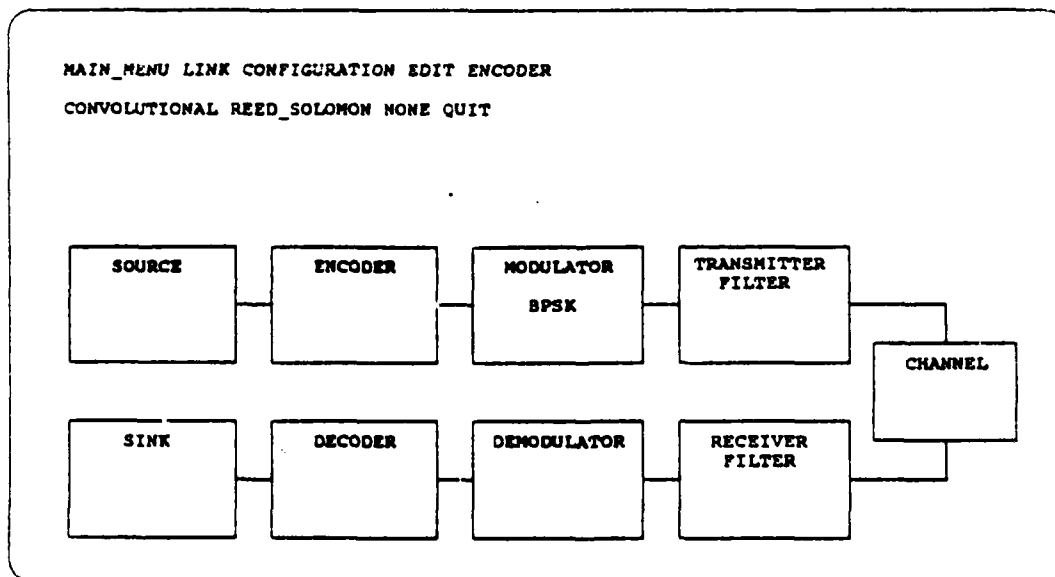 MAIN_MENU LINK CONFIGURATION EDIT ENCODER
CONVOLUTIONAL REED_SOLOMON NONE QUIT
SOURCE
ENCODER
MODULATOR
BPSK
TRANSMITTER
FILTER
CHANNEL
SINK
DECODER
DEMODULATOR
RECEIVER
FILTER